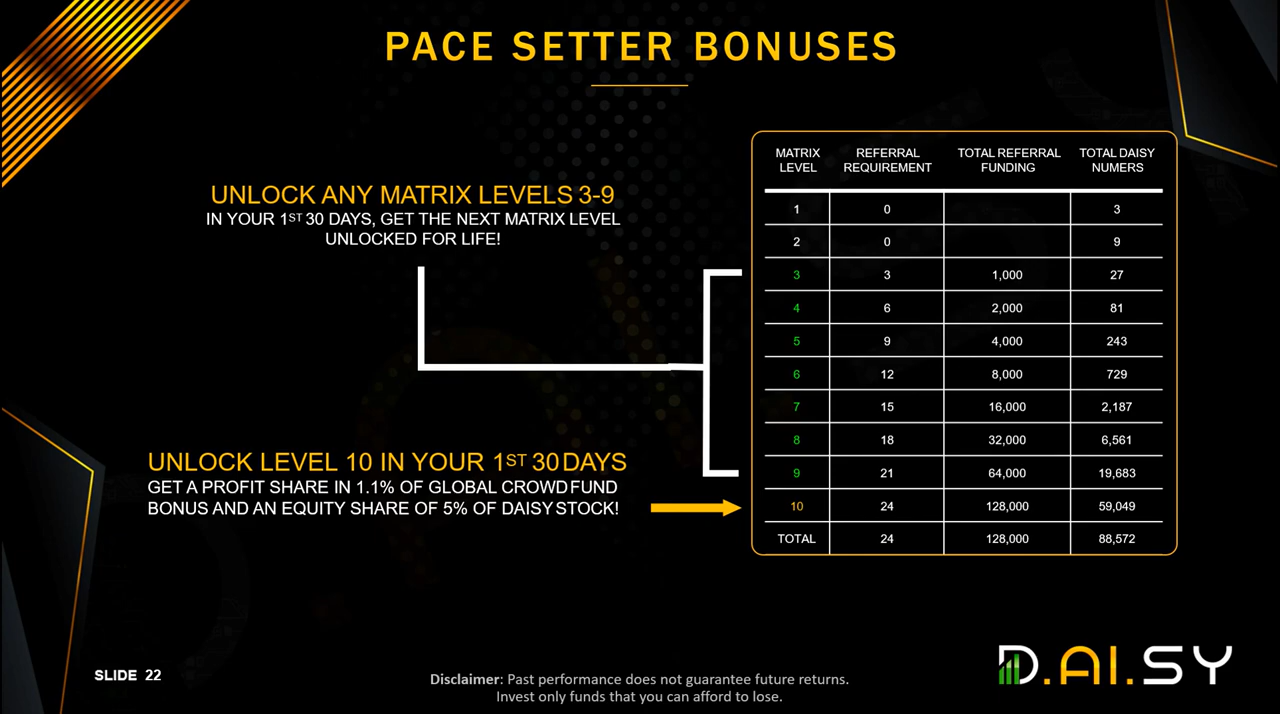 PACE SETTER BONUSES
UNLOCK ANY MATRIX LEVELS 3-9
IN YOUR 1ST 30 DAYS, GET THE NEXT MATRIX LEVEL
UNLOCKED FOR LIFE!
UNLOCK LEVEL 10 IN YOUR 1ST 30 DAYS
GET A PROFIT SHARE IN 1.1% OF GLOBAL CROWDFUND
BONUS AND AN EQUITY SHARE OF 5% OF DAISY STOCK!
MATRIX LEVEL REFERRAL REQUIREMENT TOTAL REFERRAL FUNDING TOTAL DAISY NUMERS
1 0 3
2 0 9
3 3 1,000 27
4 6 2,000 81
5 9 4,000 243
6 12 8,000 729
7 15 16,000 2,187
8 18 32,000 6,561
9 21 64,000 19,683
10 24 128,000 59,049
TOTAL 24 128,000 88,572
SLIDE 22
Disclaimer: Past performance does not guarantee future returns.
Invest only funds that you can afford to lose.
D.AI.SY